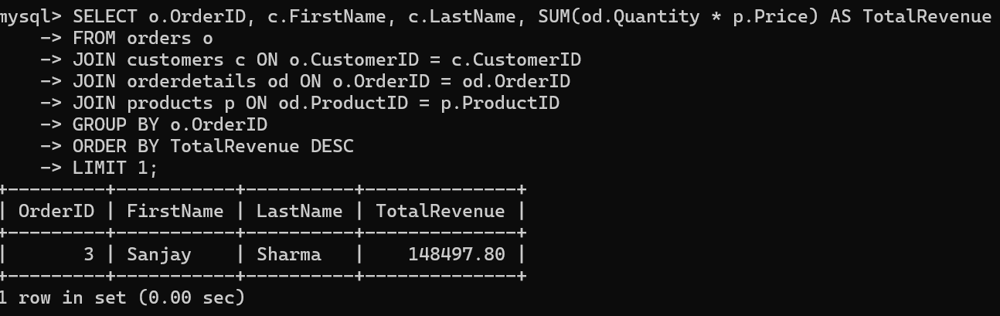 mysql> SELECT o.OrderID, c.FirstName, c.LastName, SUM(od.Quantity * p.Price) AS TotalRevenue
    -> FROM orders o
    -> JOIN customers c ON o.CustomerID = c.CustomerID
    -> JOIN orderdetails od ON o.OrderID = od.OrderID
    -> JOIN products p ON od.ProductID = p.ProductID
    -> GROUP BY o.OrderID
    -> ORDER BY TotalRevenue DESC
    -> LIMIT 1;
+---------+-----------+----------+--------------+
| OrderID | FirstName | LastName | TotalRevenue |
+---------+-----------+----------+--------------+
|       3 | Sanjay    | Sharma   |    148497.80 |
+---------+-----------+----------+--------------+
1 row in set (0.00 sec)